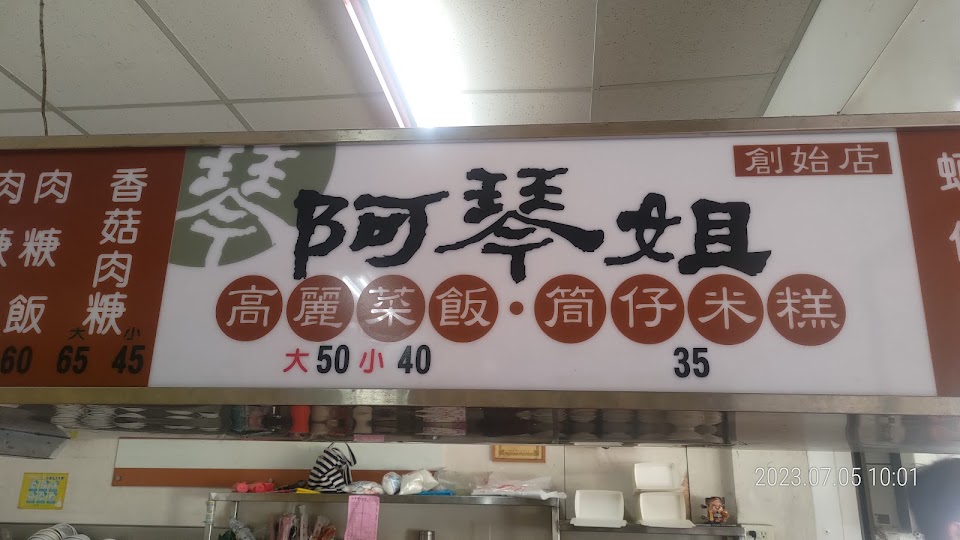 琴
阿琴姐
創始店
高麗菜飯・筒仔米糕
大50小40
35
香菇肉糖
大 小
65 45
肉糖
肉
飯
60
2023.07.05 10:01